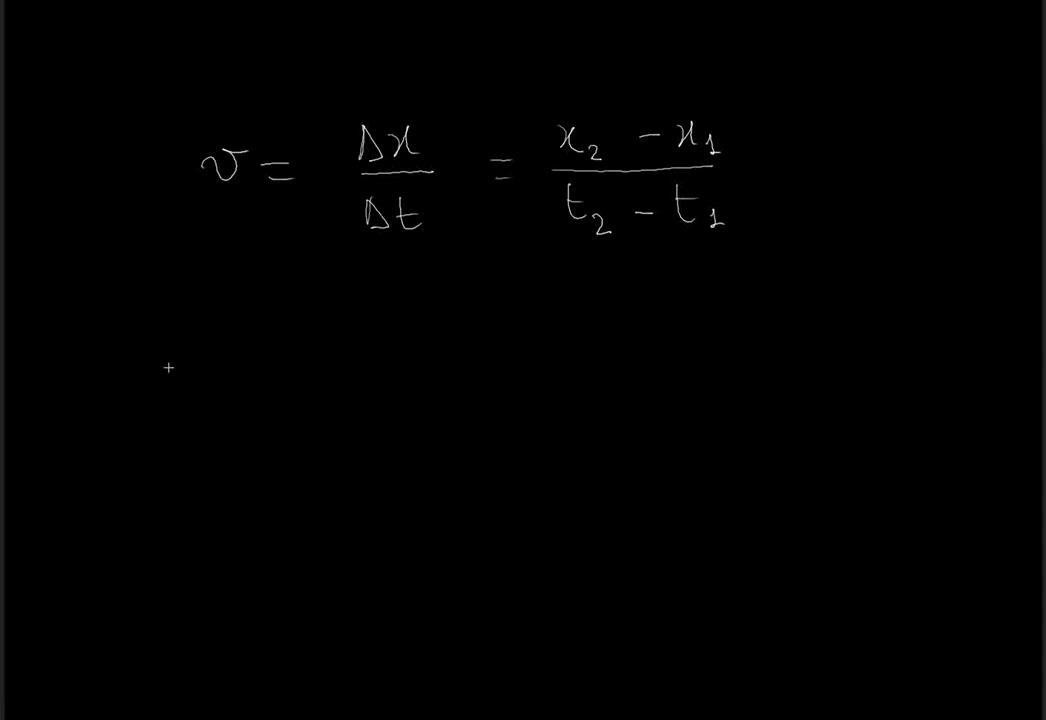 v = Δx/Δt = x₂ - x₁/t₂ - t₁